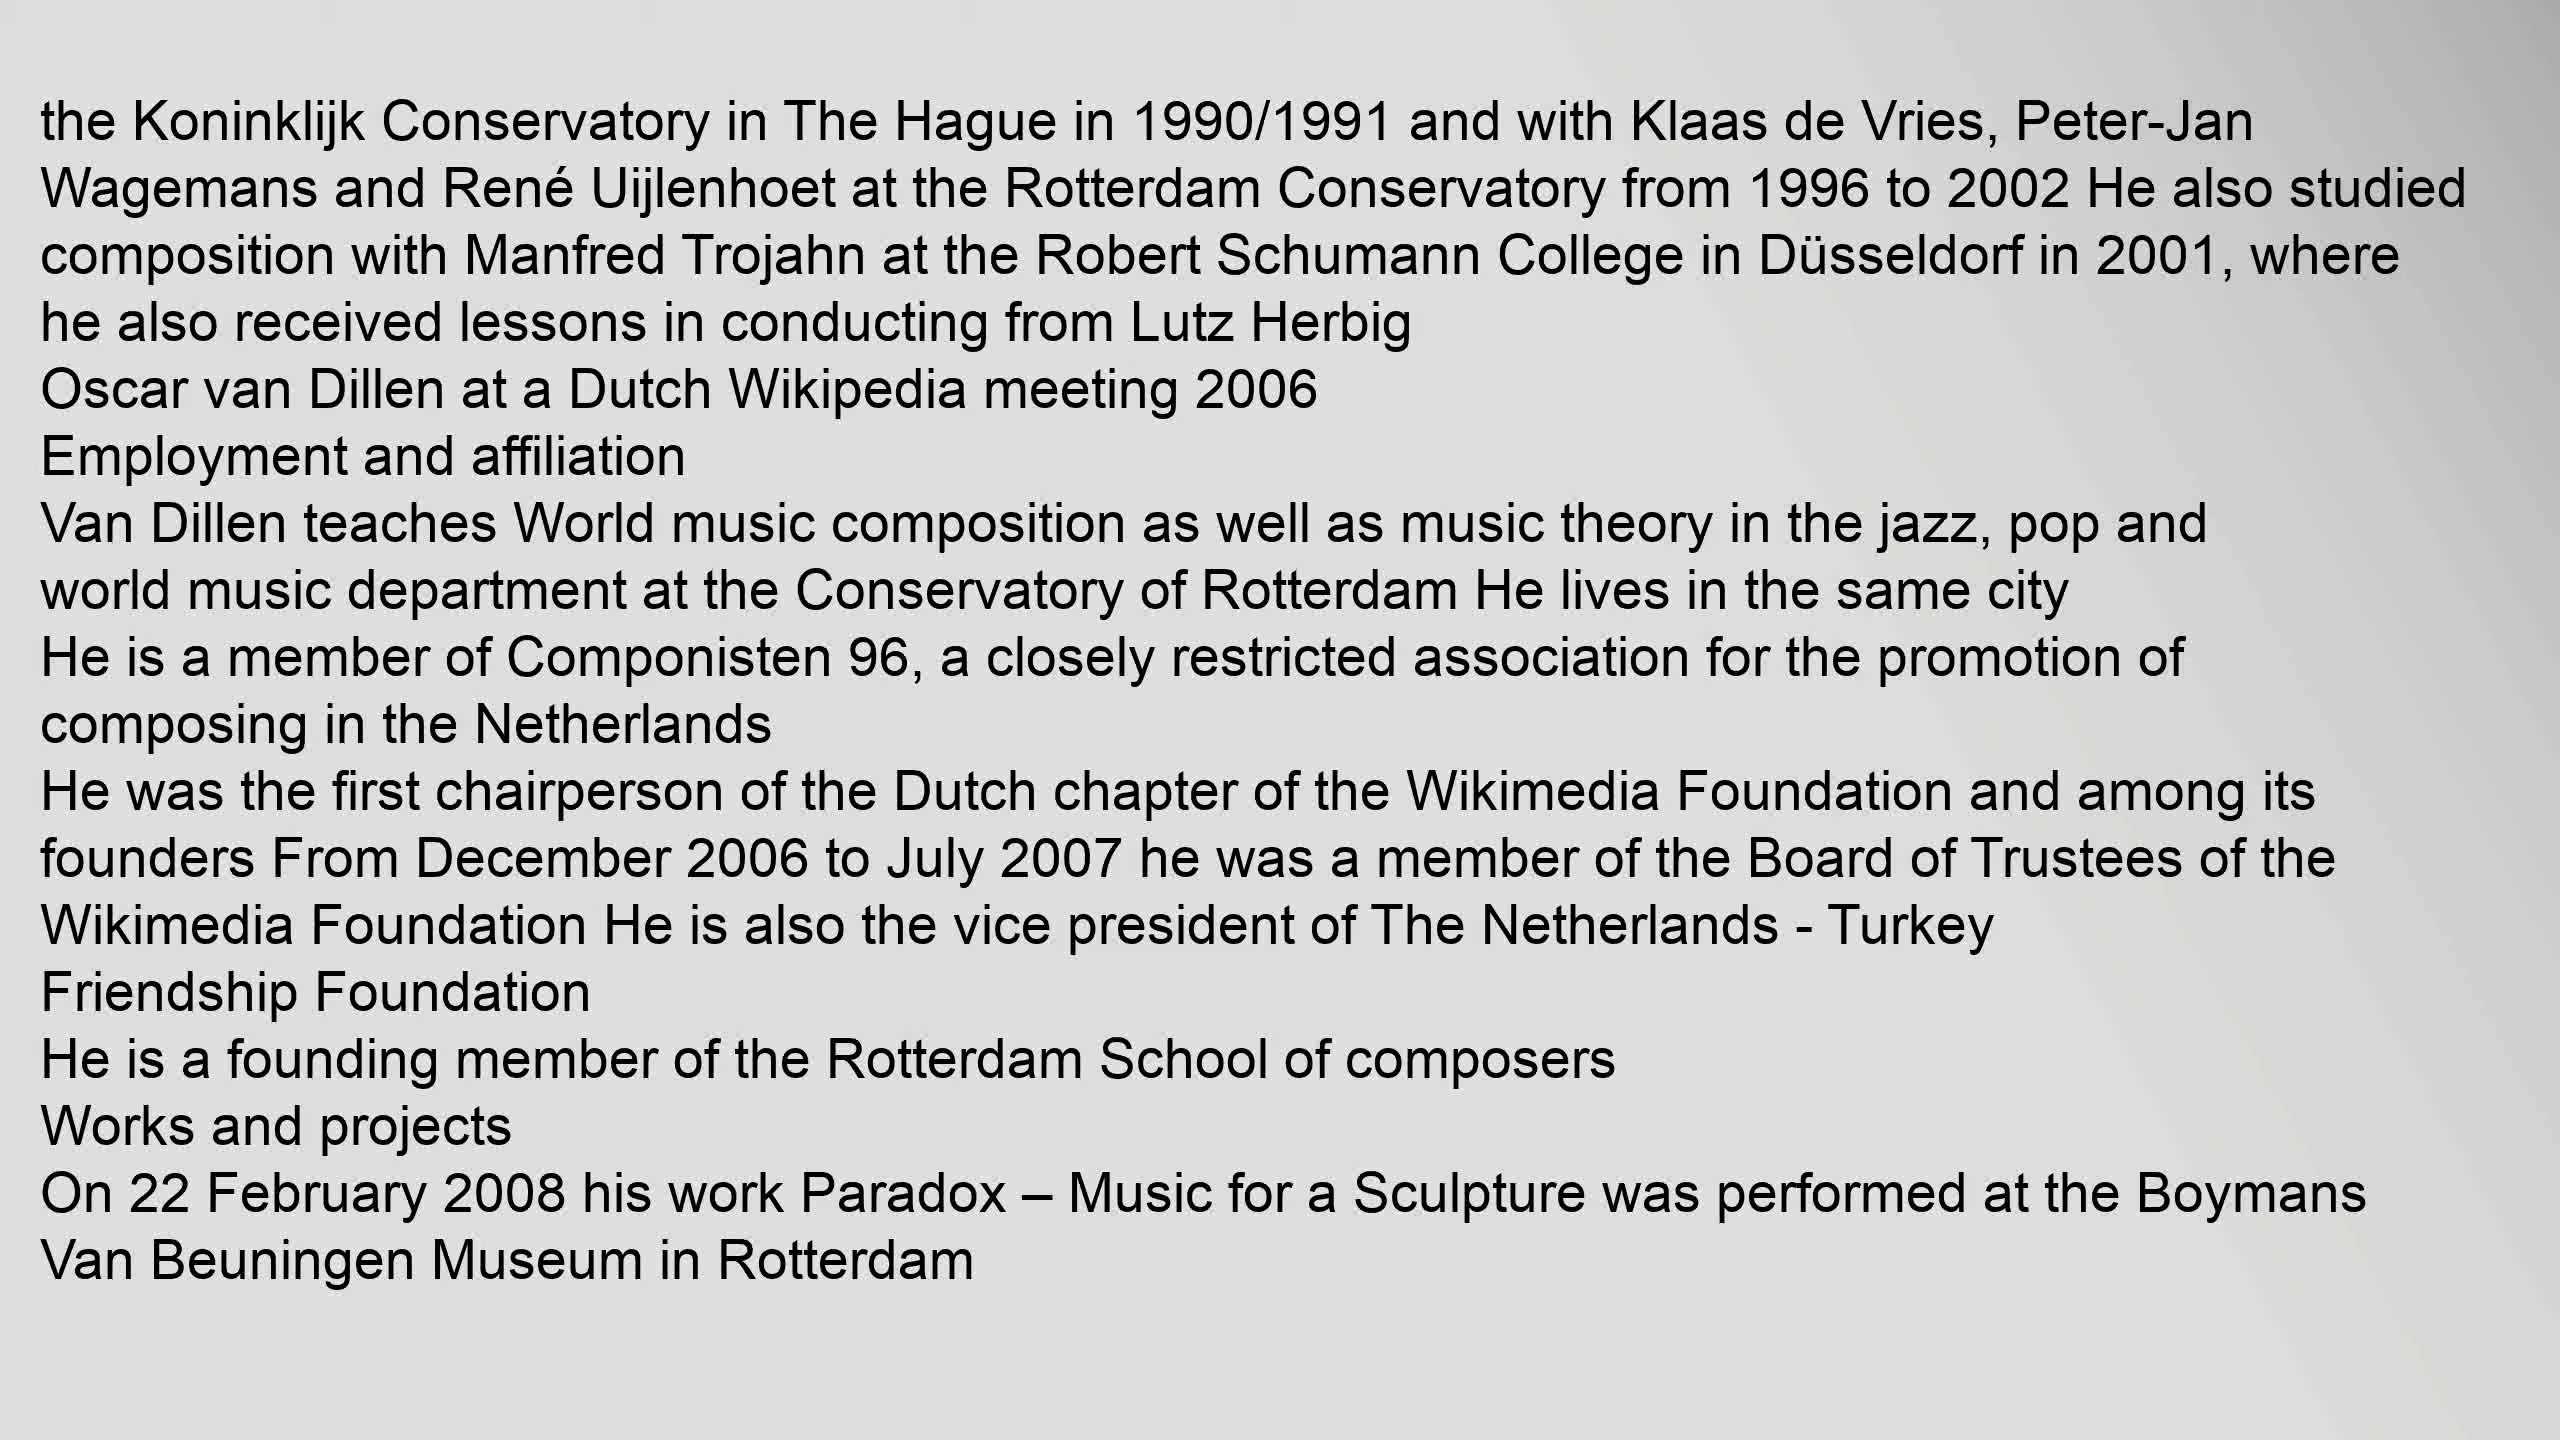 the Koninklijk Conservatory in The Hague in 1990/1991 and with Klaas de Vries, Peter-Jan
Wagemans and René Uijlenhoet at the Rotterdam Conservatory from 1996 to 2002 He also studied
composition with Manfred Trojahn at the Robert Schumann College in Düsseldorf in 2001, where
he also received lessons in conducting from Lutz Herbig
Oscar van Dillen at a Dutch Wikipedia meeting 2006
Employment and affiliation
Van Dillen teaches World music composition as well as music theory in the jazz, pop and
world music department at the Conservatory of Rotterdam He lives in the same city
He is a member of Componisten 96, a closely restricted association for the promotion of
composing in the Netherlands
He was the first chairperson of the Dutch chapter of the Wikimedia Foundation and among its
founders From December 2006 to July 2007 he was a member of the Board of Trustees of the
Wikimedia Foundation He is also the vice president of The Netherlands - Turkey
Friendship Foundation
He is a founding member of the Rotterdam School of composers
Works and projects
On 22 February 2008 his work Paradox – Music for a Sculpture was performed at the Boymans
Van Beuningen Museum in Rotterdam